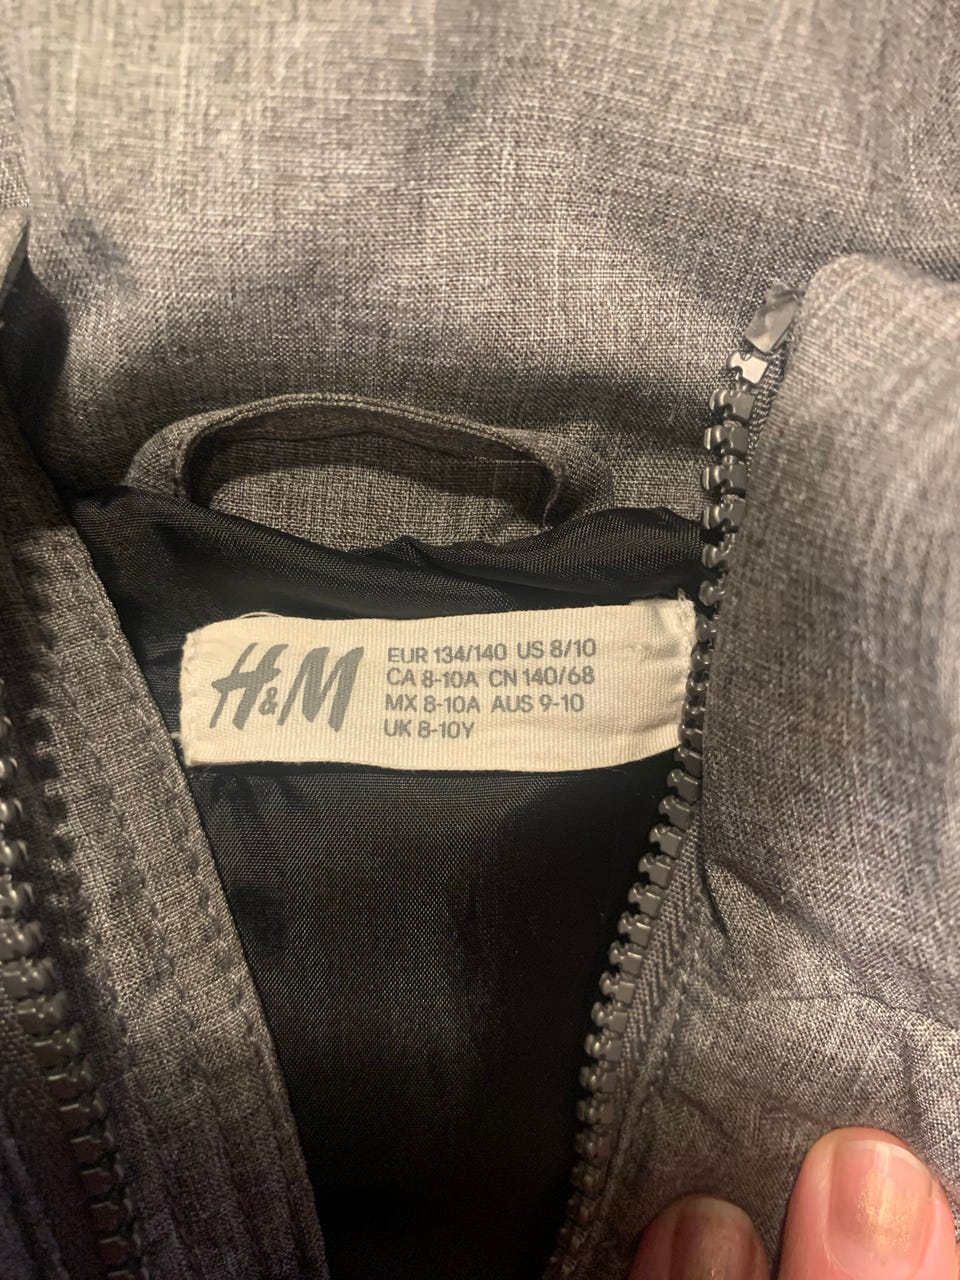 H&M
EUR 134/140 US 8/10
CA 8-10A CN 140/68
MX 8-10A AUS 9-10
UK 8-10Y